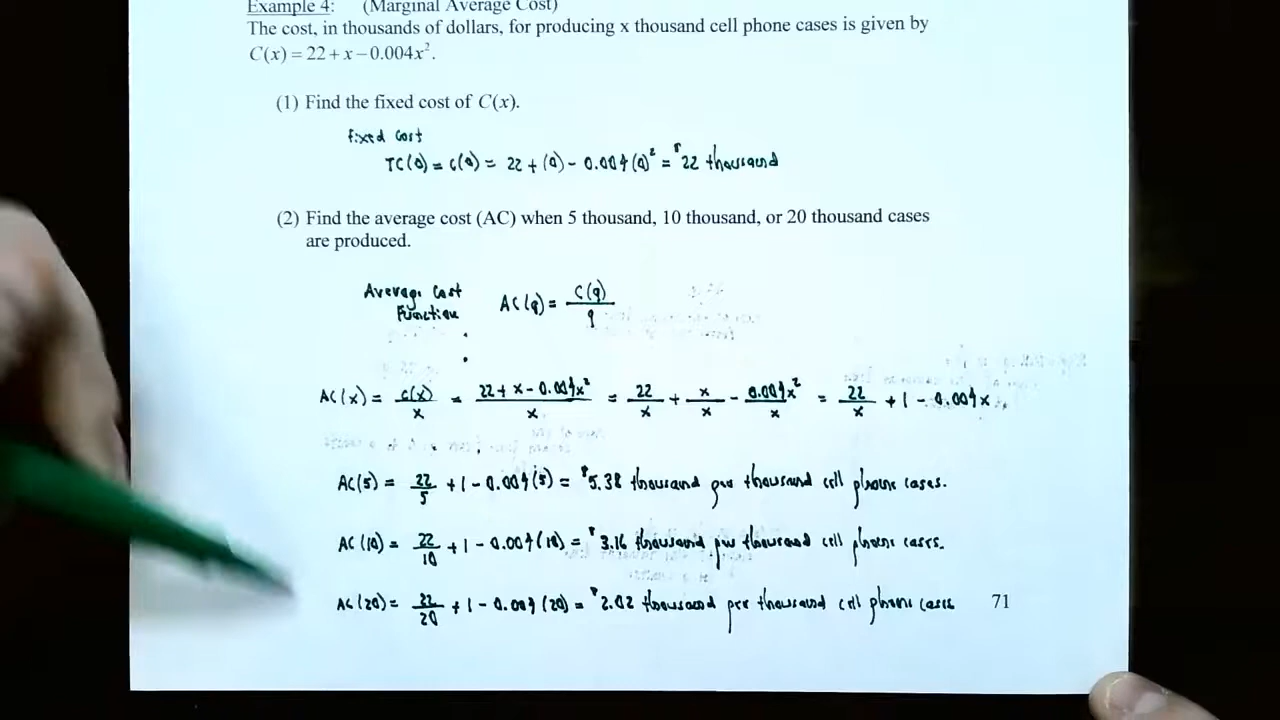 Example 4: (Marginal Average Cost)
The cost, in thousands of dollars, for producing x thousand cell phone cases is given by
C(x) = 22 + x − 0.004x².
(1) Find the fixed cost of C(x).
Fixed Cost
TC(0) = C(0) = 22 + (0) − 0.004(0)² = $22 thousand
(2) Find the average cost (AC) when 5 thousand, 10 thousand, or 20 thousand cases
are produced.
Average Cost
Function
AC(q) = C(q)/q
AC(x) = C(x)/x = (22 + x − 0.004x²)/x = 22/x + x/x − 0.004x²/x = 22/x + 1 − 0.004x
AC(5) = 22/5 + 1 − 0.004(5) = $5.38 thousand per thousand cell phone cases.
AC(10) = 22/10 + 1 − 0.004(10) = $3.16 thousand per thousand cell phone cases.
AC(20) = 22/20 + 1 − 0.004(20) = $2.02 thousand per thousand cell phone cases
71